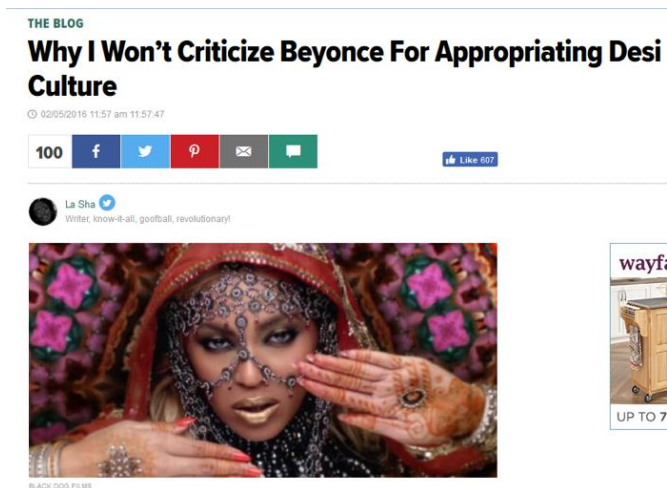 THE BLOG
Why I Won't Criticize Beyonce For Appropriating Desi
Culture
02/05/2016 11:57 am 11:57:47
100
Like 607
La Sha
Writer, know-it-all, goofball, revolutionary!
wayfa
UP TO 7
BLACK DOG FILMS